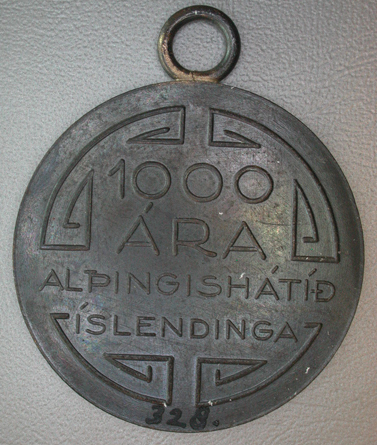 1000
ÁRA
ALÞINGISHÁTÍÐ
ÍSLENDINGA
328.